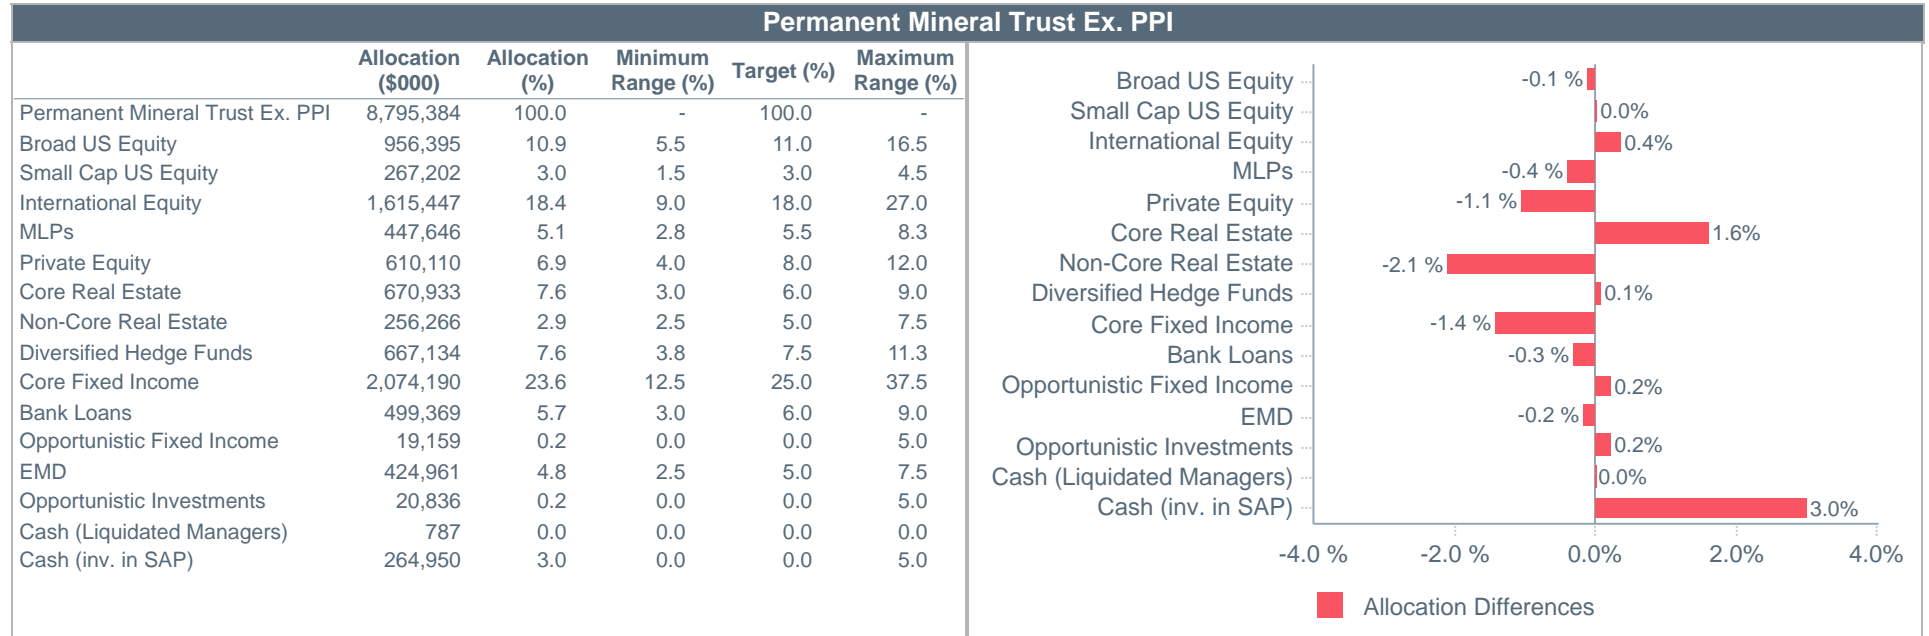 Permanent Mineral Trust Ex. PPI
Allocation ($000) Allocation (%) Minimum Range (%) Target (%) Maximum Range (%)
Permanent Mineral Trust Ex. PPI 8,795,384 100.0 - 100.0 -
Broad US Equity 956,395 10.9 5.5 11.0 16.5
Small Cap US Equity 267,202 3.0 1.5 3.0 4.5
International Equity 1,615,447 18.4 9.0 18.0 27.0
MLPs 447,646 5.1 2.8 5.5 8.3
Private Equity 610,110 6.9 4.0 8.0 12.0
Core Real Estate 670,933 7.6 3.0 6.0 9.0
Non-Core Real Estate 256,266 2.9 2.5 5.0 7.5
Diversified Hedge Funds 667,134 7.6 3.8 7.5 11.3
Core Fixed Income 2,074,190 23.6 12.5 25.0 37.5
Bank Loans 499,369 5.7 3.0 6.0 9.0
Opportunistic Fixed Income 19,159 0.2 0.0 0.0 5.0
EMD 424,961 4.8 2.5 5.0 7.5
Opportunistic Investments 20,836 0.2 0.0 0.0 5.0
Cash (Liquidated Managers) 787 0.0 0.0 0.0 0.0
Cash (inv. in SAP) 264,950 3.0 0.0 0.0 5.0
Broad US Equity -0.1 %
Small Cap US Equity 0.0%
International Equity 0.4%
MLPs -0.4 %
Private Equity -1.1 %
Core Real Estate 1.6%
Non-Core Real Estate -2.1 %
Diversified Hedge Funds 0.1%
Core Fixed Income -1.4 %
Bank Loans -0.3 %
Opportunistic Fixed Income 0.2%
EMD -0.2 %
Opportunistic Investments 0.2%
Cash (Liquidated Managers) 0.0%
Cash (inv. in SAP) 3.0%
-4.0 % -2.0 % 0.0% 2.0% 4.0%
Allocation Differences